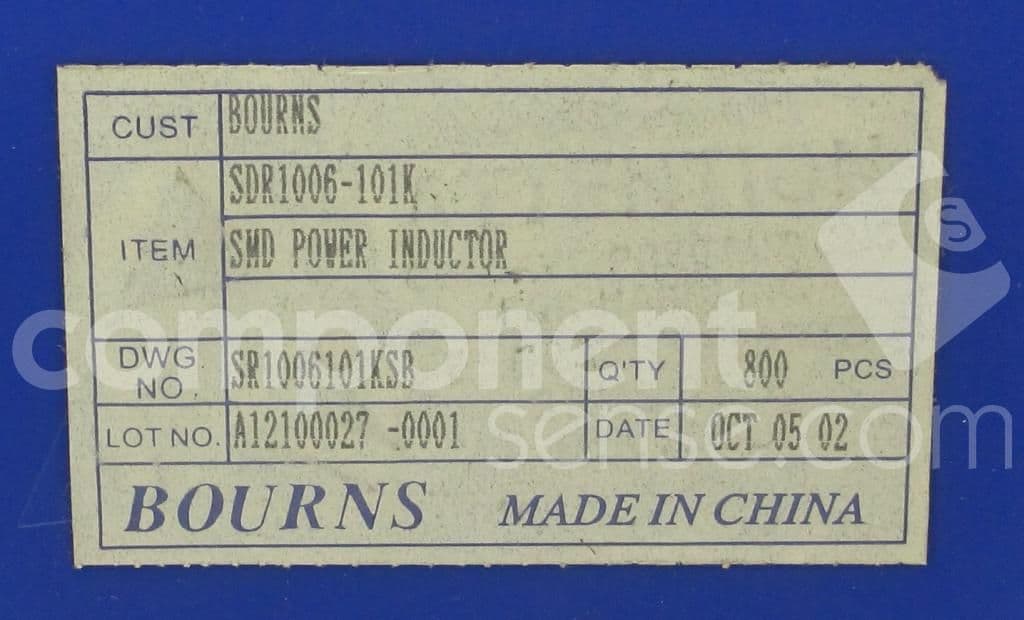 CUST BOURNS
SDR1006-101K
ITEM SMD POWER INDUCTOR
DWG NO. SR1006101KSB Q'TY 800 PCS
LOT NO. A12100027 -0001 DATE OCT 05 02
BOURNS MADE IN CHINA
component
sense.com
CS